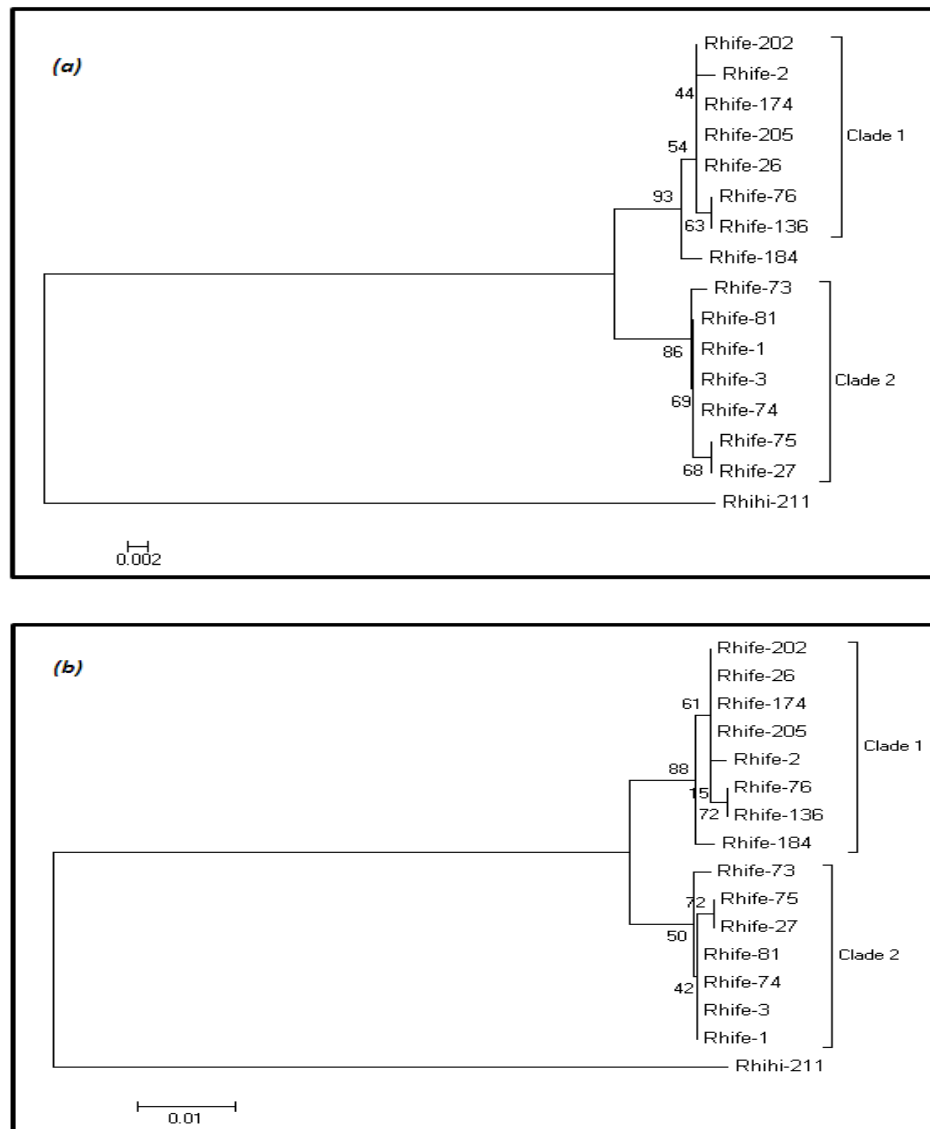 (a)
Rhife-202
Rhife-2
44
Rhife-174
Rhife-205
Clade 1
54
Rhife-26
93
Rhife-76
63
Rhife-136
Rhife-184
Rhife-73
Rhife-81
86
Rhife-1
Rhife-3
Clade 2
69
Rhife-74
Rhife-75
68
Rhife-27
Rhihi-211
0.002
(b)
Rhife-202
Rhife-26
61
Rhife-174
Rhife-205
Clade 1
Rhife-2
88
Rhife-76
15
72
Rhife-136
Rhife-184
Rhife-73
72
Rhife-75
50
Rhife-27
Rhife-81
Clade 2
42
Rhife-74
Rhife-3
Rhife-1
Rhihi-211
0.01